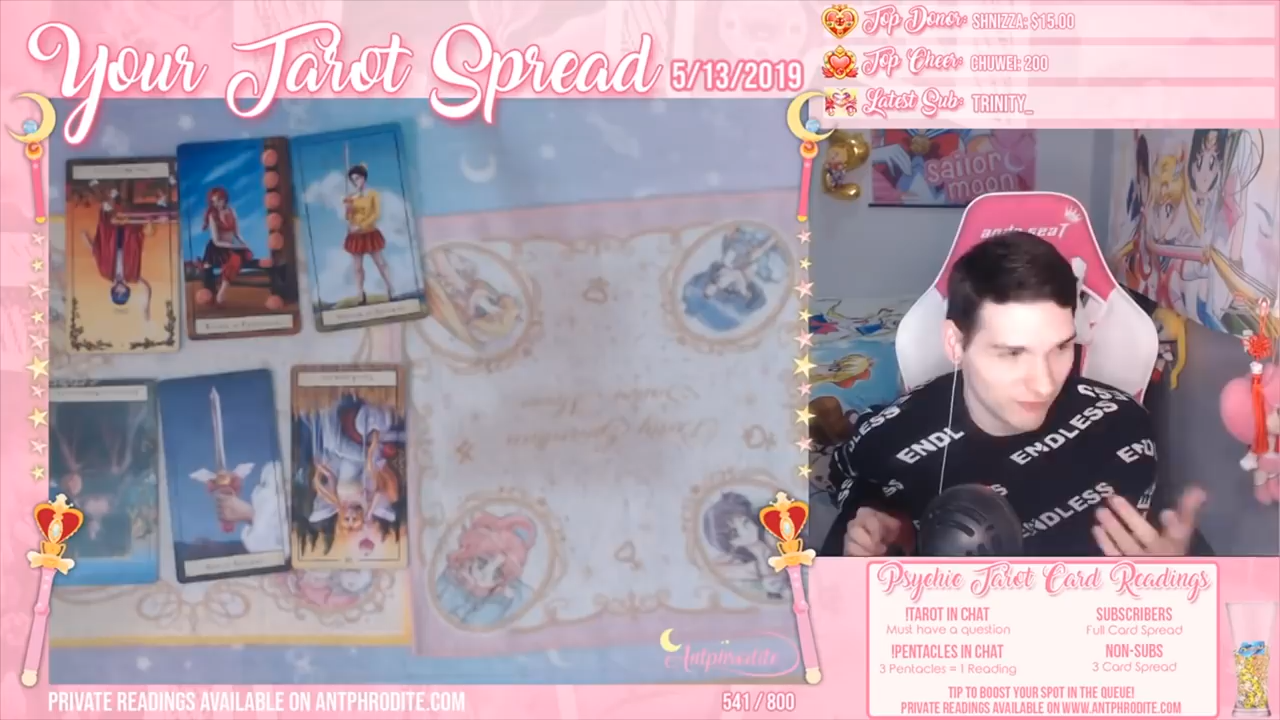 Your Tarot Spread 5/13/2019
Top Donor: SHNIZZA: $15.00
Top Cheer: CHUWEI: 200
Latest Sub: TRINITY_
sailor
moon
anda seaT
ENDLESS
ENDLESS
ENDLESS
ENDLESS
Antphrodite
PRIVATE READINGS AVAILABLE ON ANTPHRODITE.COM
541 / 800
Psychic Tarot Card Readings
!TAROT IN CHAT
Must have a question
SUBSCRIBERS
Full Card Spread
!PENTACLES IN CHAT
3 Pentacles = 1 Reading
NON-SUBS
3 Card Spread
TIP TO BOOST YOUR SPOT IN THE QUEUE!
PRIVATE READINGS AVAILABLE ON WWW.ANTPHRODITE.COM